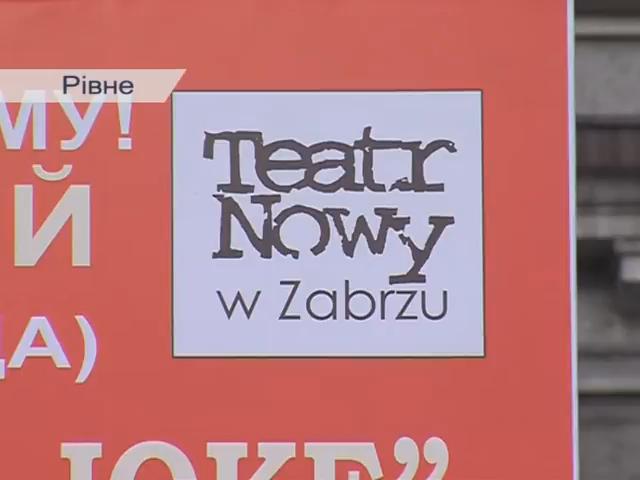 Рівне
МУ!
Й
ДА)
ЮКЕ”
Teatr
Nowy
w Zabrzu